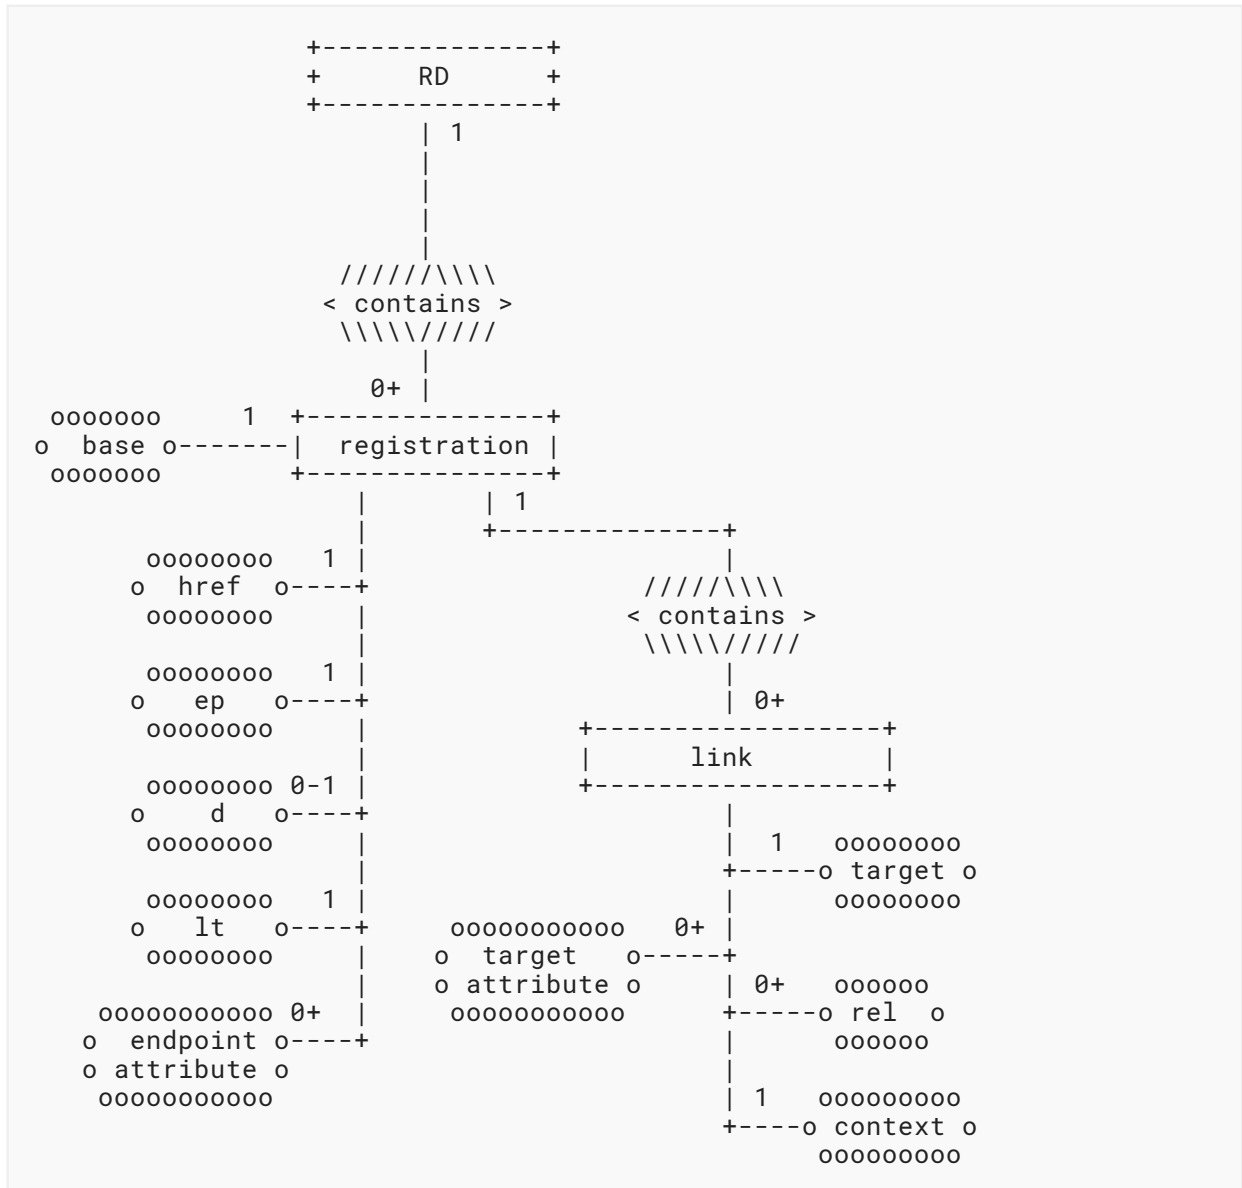 +--------------+
+      RD      +
+--------------+
| 1
|
|
|
|
//////\\\\
< contains >
\\\\\/////
|
0+ |
ooooooo     1  +---------------+
o  base o-------|  registration |
ooooooo        +---------------+
|       | 1
|       +--------------+
oooooooo   1 |                       |
o  href  o----+                  /////\\\\
oooooooo     |                < contains >
|                 \\\\\/////
oooooooo   1 |                       |
o   ep   o----+                       | 0+
oooooooo     |             +------------------+
|             |      link        |
oooooooo 0-1 |             +------------------+
o    d   o----+                       |
oooooooo     |                       |  1   oooooooo
|                       +-----o target o
oooooooo   1 |                       |      oooooooo
o   lt   o----+     ooooooooooo   0+ |
oooooooo     |    o  target   o-----+
|    o attribute o     | 0+   oooooo
ooooooooooo 0+  |     ooooooooooo      +-----o rel  o
o  endpoint o----+                       |      oooooo
o attribute o                            |
ooooooooooo                             | 1   ooooooooo
+----o context o
ooooooooo